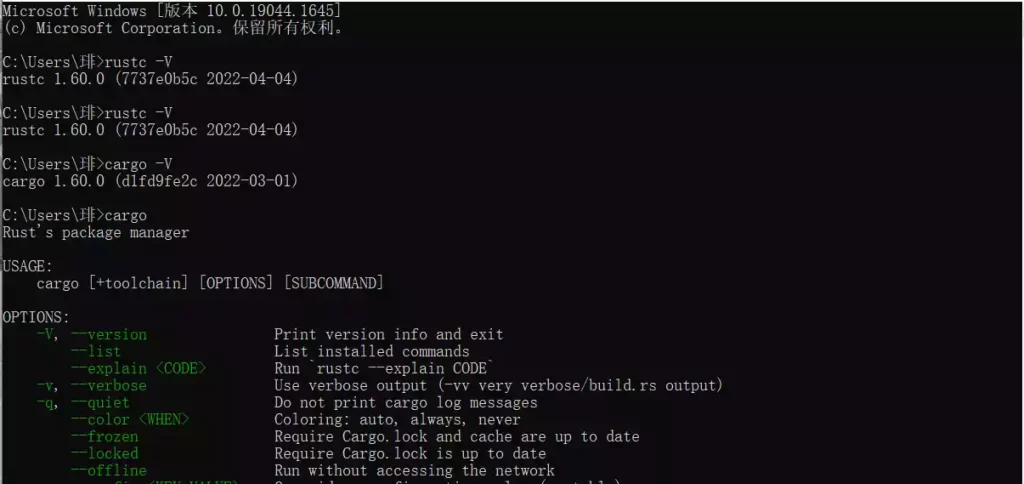 Microsoft Windows [版本 10.0.19044.1645]
(c) Microsoft Corporation。保留所有权利。
C:\Users\琲>rustc -V
rustc 1.60.0 (7737e0b5c 2022-04-04)
C:\Users\琲>rustc -V
rustc 1.60.0 (7737e0b5c 2022-04-04)
C:\Users\琲>cargo -V
cargo 1.60.0 (d1fd9fe2c 2022-03-01)
C:\Users\琲>cargo
Rust's package manager
USAGE:
cargo [+toolchain] [OPTIONS] [SUBCOMMAND]
OPTIONS:
-V, --version Print version info and exit
--list List installed commands
--explain <CODE> Run `rustc --explain CODE`
-v, --verbose Use verbose output (-vv very verbose/build.rs output)
-q, --quiet Do not print cargo log messages
--color <WHEN> Coloring: auto, always, never
--frozen Require Cargo.lock and cache are up to date
--locked Require Cargo.lock is up to date
--offline Run without accessing the network